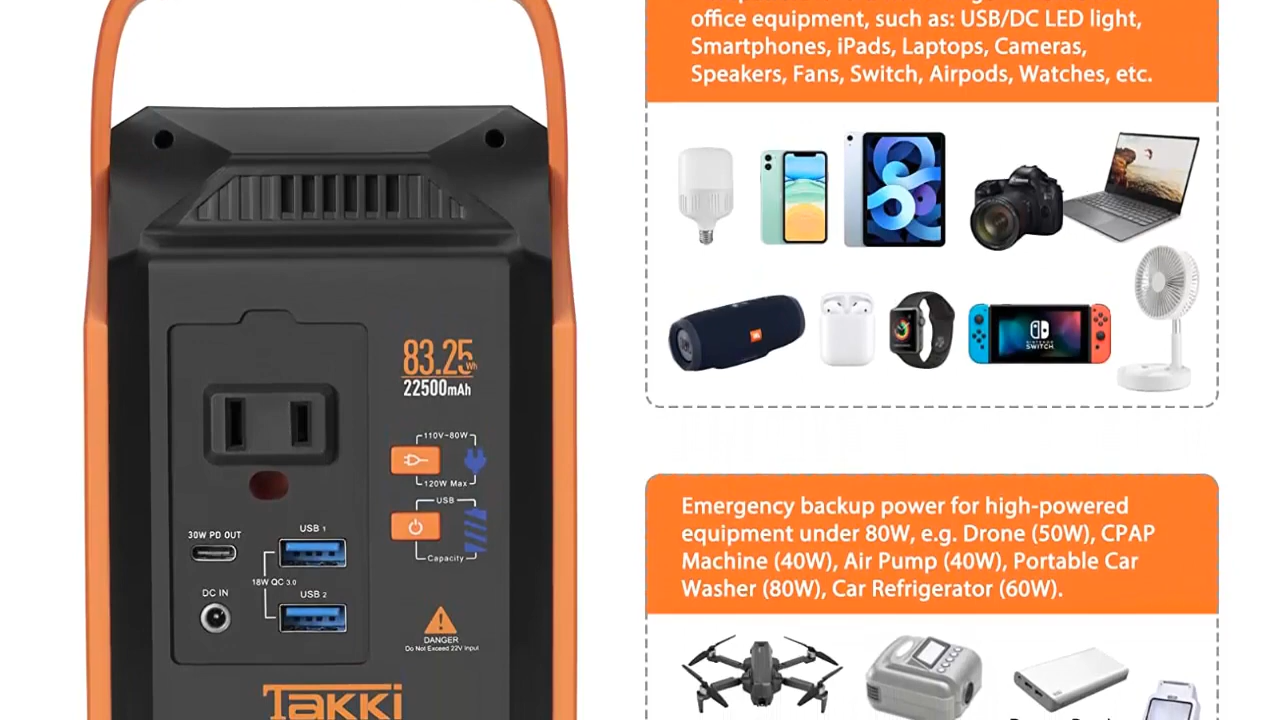 office equipment, such as: USB/DC LED light,
Smartphones, iPads, Laptops, Cameras,
Speakers, Fans, Switch, Airpods, Watches, etc.
83.25Wh
22500mAh
110V~80W
120W Max
USB
Capacity
30W PD OUT
USB 1
18W QC 3.0
DC IN
USB 2
DANGER
Do Not Exceed 22V Input
Takki
NINTENDO
SWITCH
Emergency backup power for high-powered
equipment under 80W, e.g. Drone (50W), CPAP
Machine (40W), Air Pump (40W), Portable Car
Washer (80W), Car Refrigerator (60W).